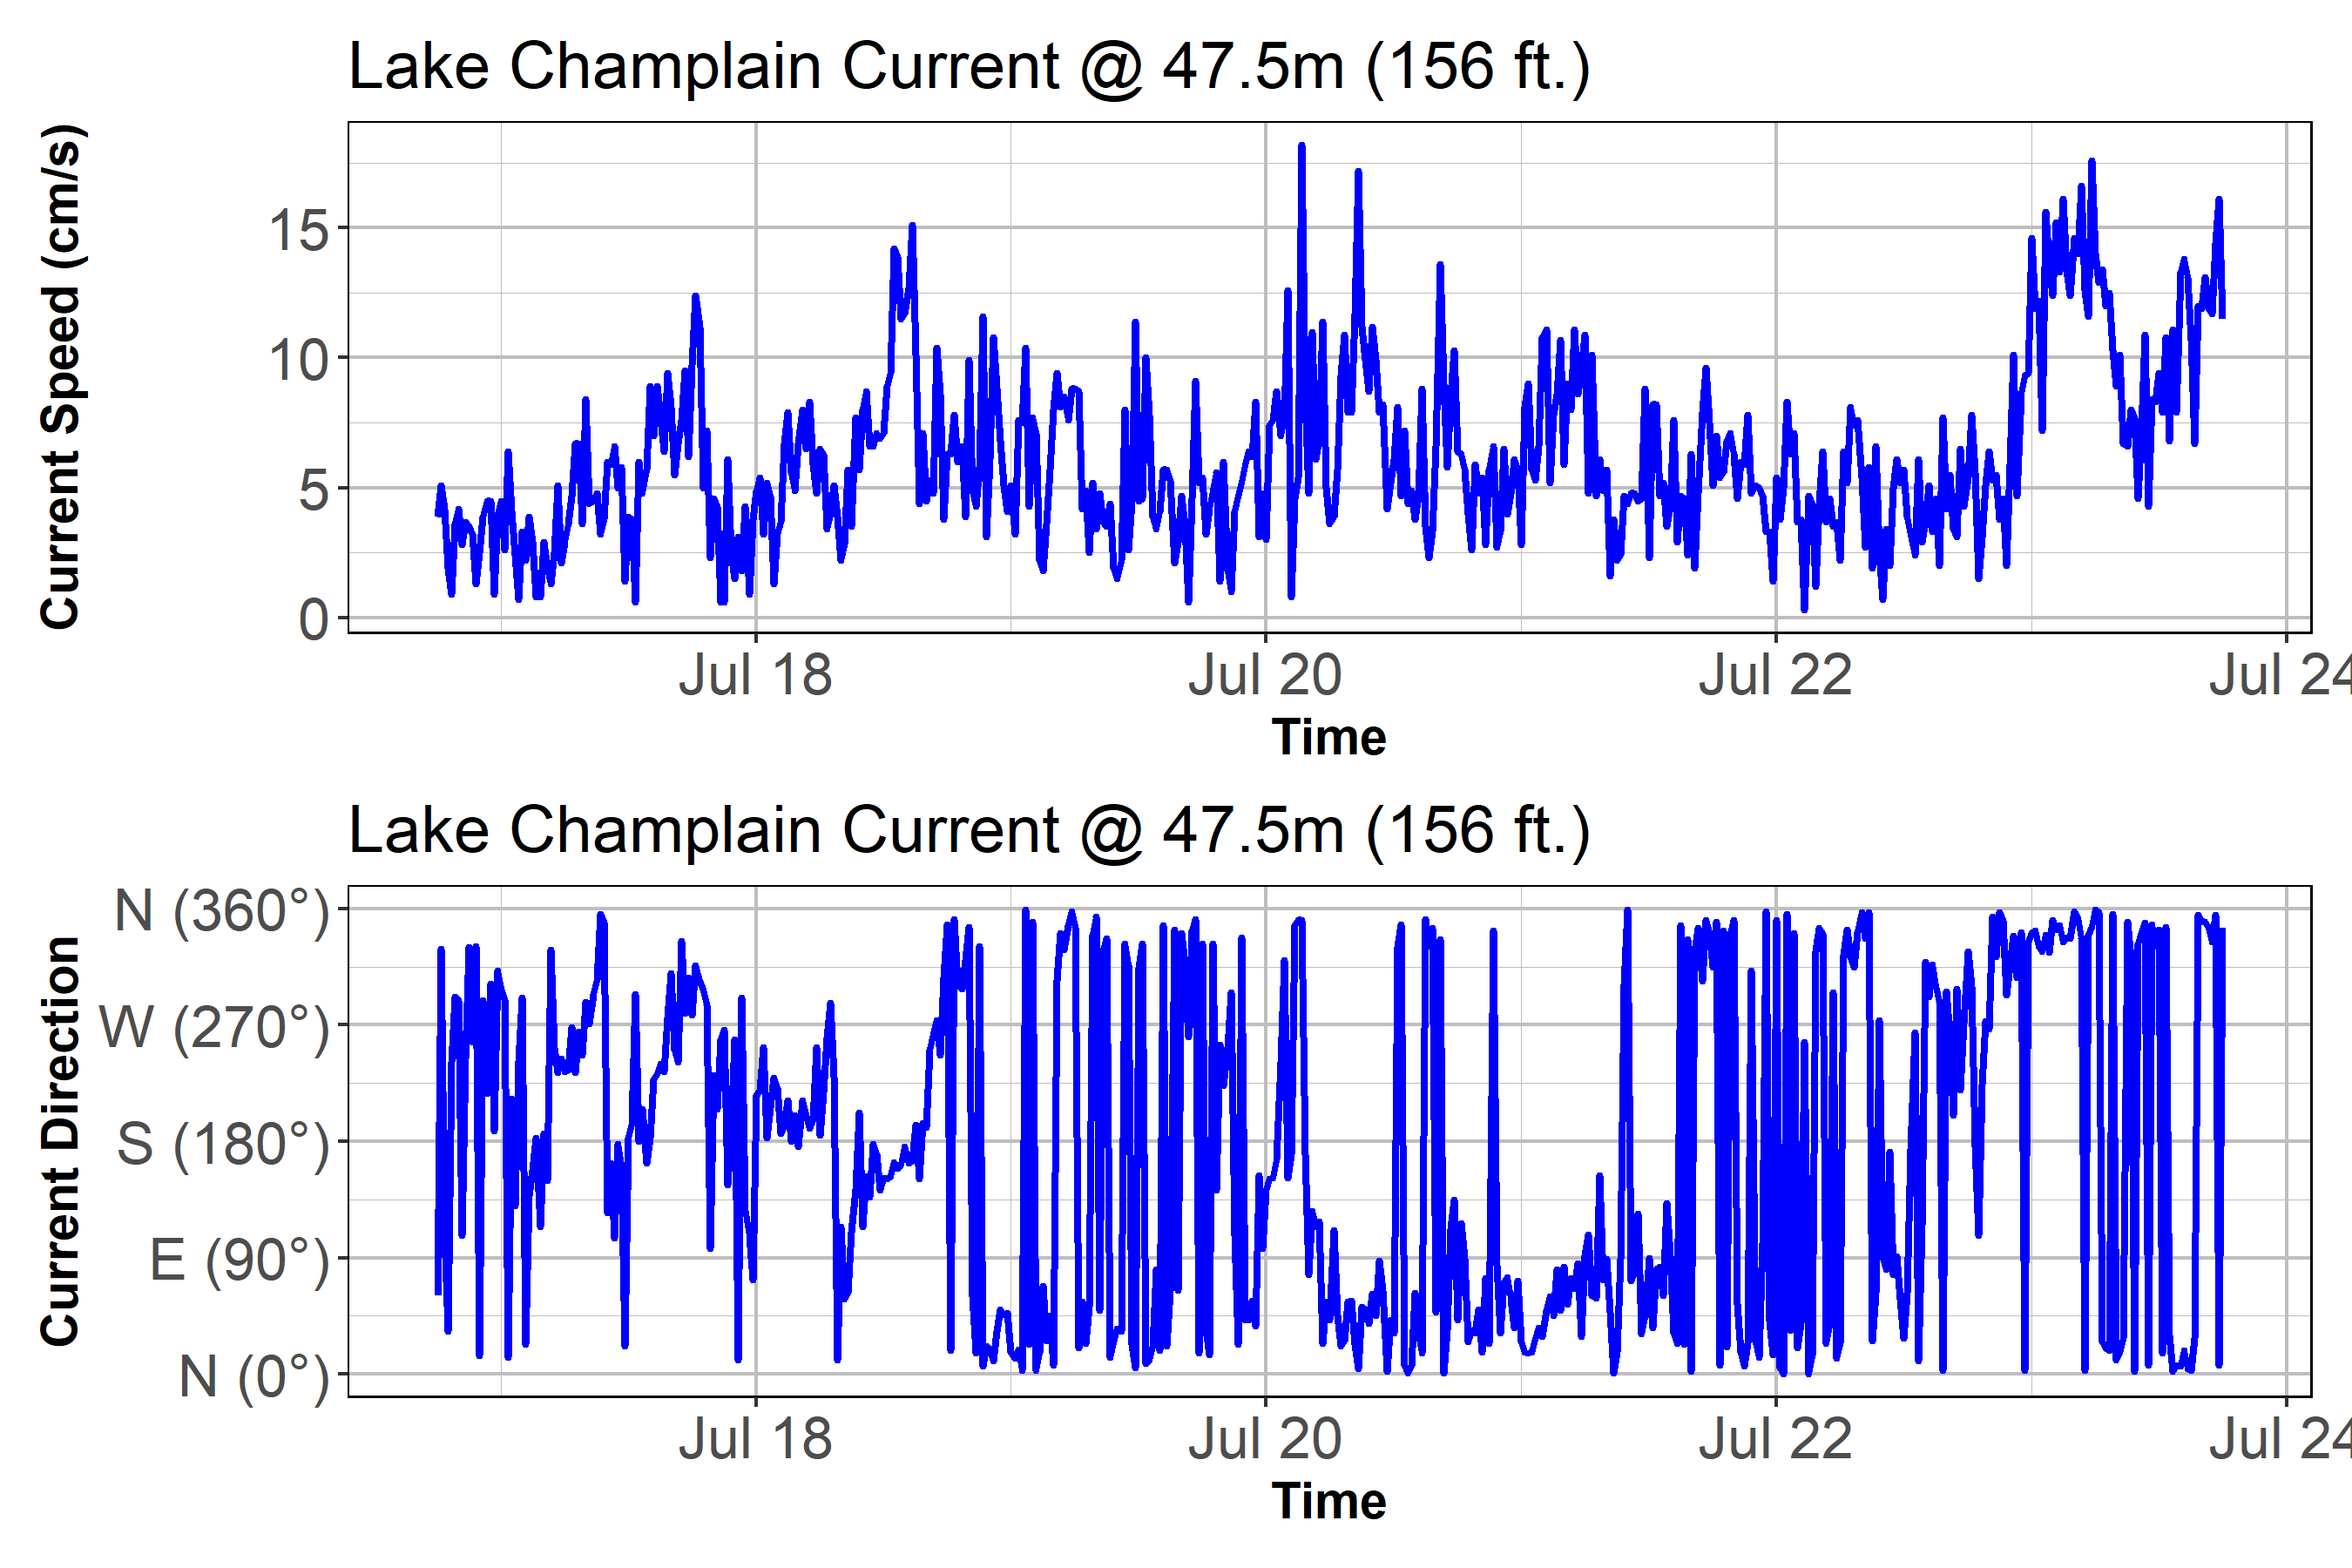 Lake Champlain Current @ 47.5m (156 ft.)
Current Speed (cm/s)
15
10
5
0
Jul 18 Jul 20 Jul 22 Jul 24
Time
Lake Champlain Current @ 47.5m (156 ft.)
Current Direction
N (360°)
W (270°)
S (180°)
E (90°)
N (0°)
Jul 18 Jul 20 Jul 22 Jul 24
Time